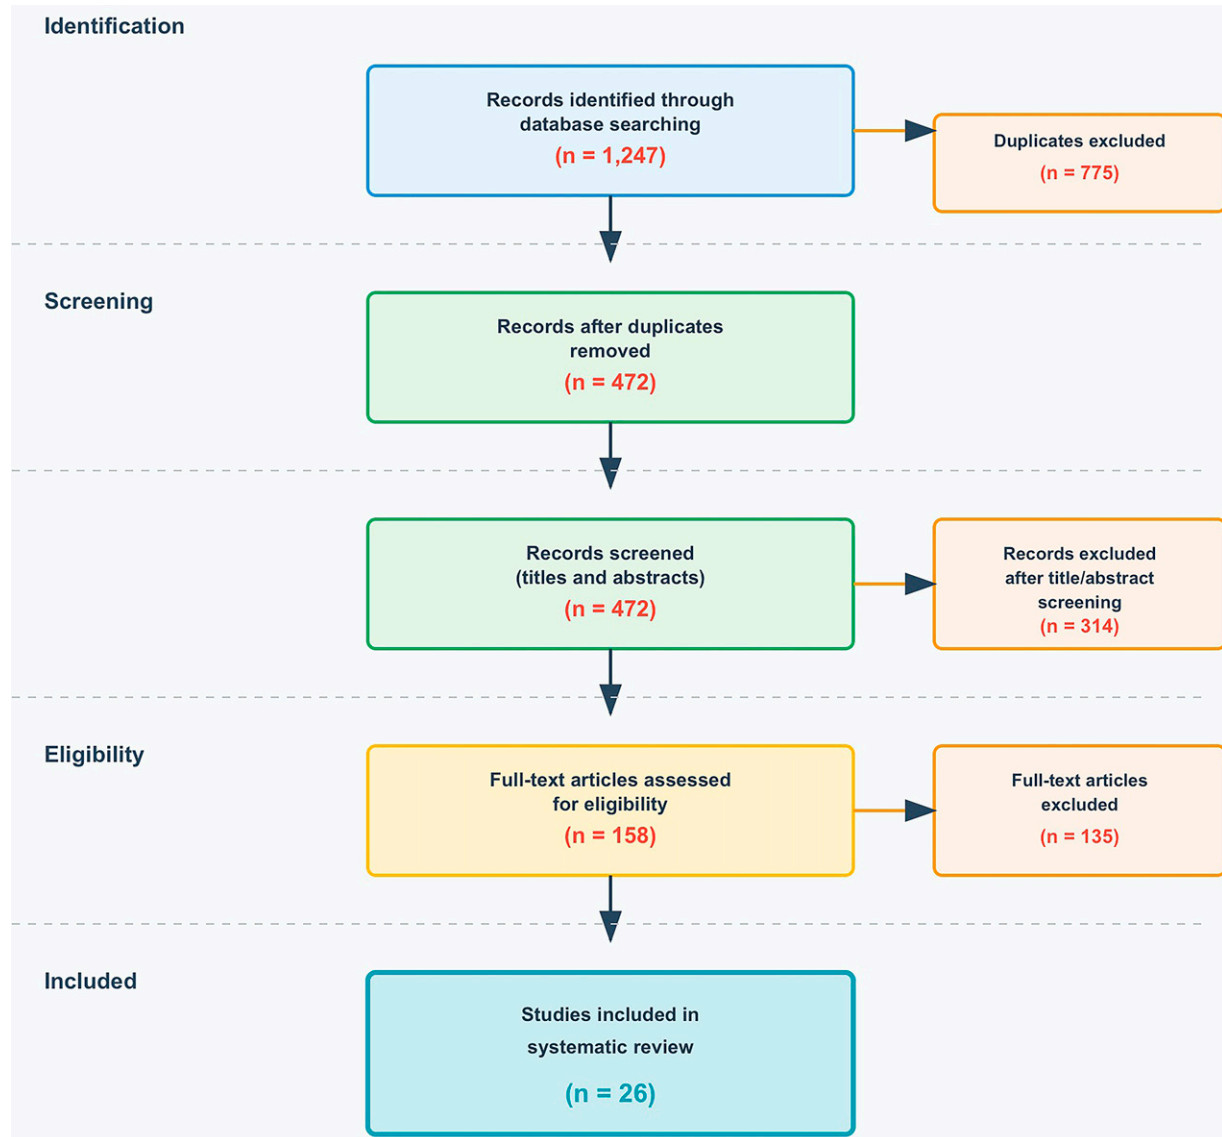 Identification
Records identified through
database searching
(n = 1,247)
Duplicates excluded
(n = 775)
Screening
Records after duplicates
removed
(n = 472)
Records screened
(titles and abstracts)
(n = 472)
Records excluded
after title/abstract
screening
(n = 314)
Eligibility
Full-text articles assessed
for eligibility
(n = 158)
Full-text articles
excluded
(n = 135)
Included
Studies included in
systematic review
(n = 26)